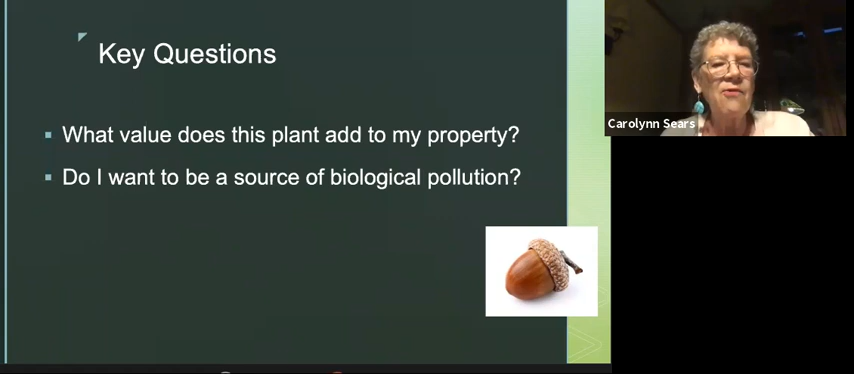 Key Questions
What value does this plant add to my property?
Do I want to be a source of biological pollution?
Carolynn Sears